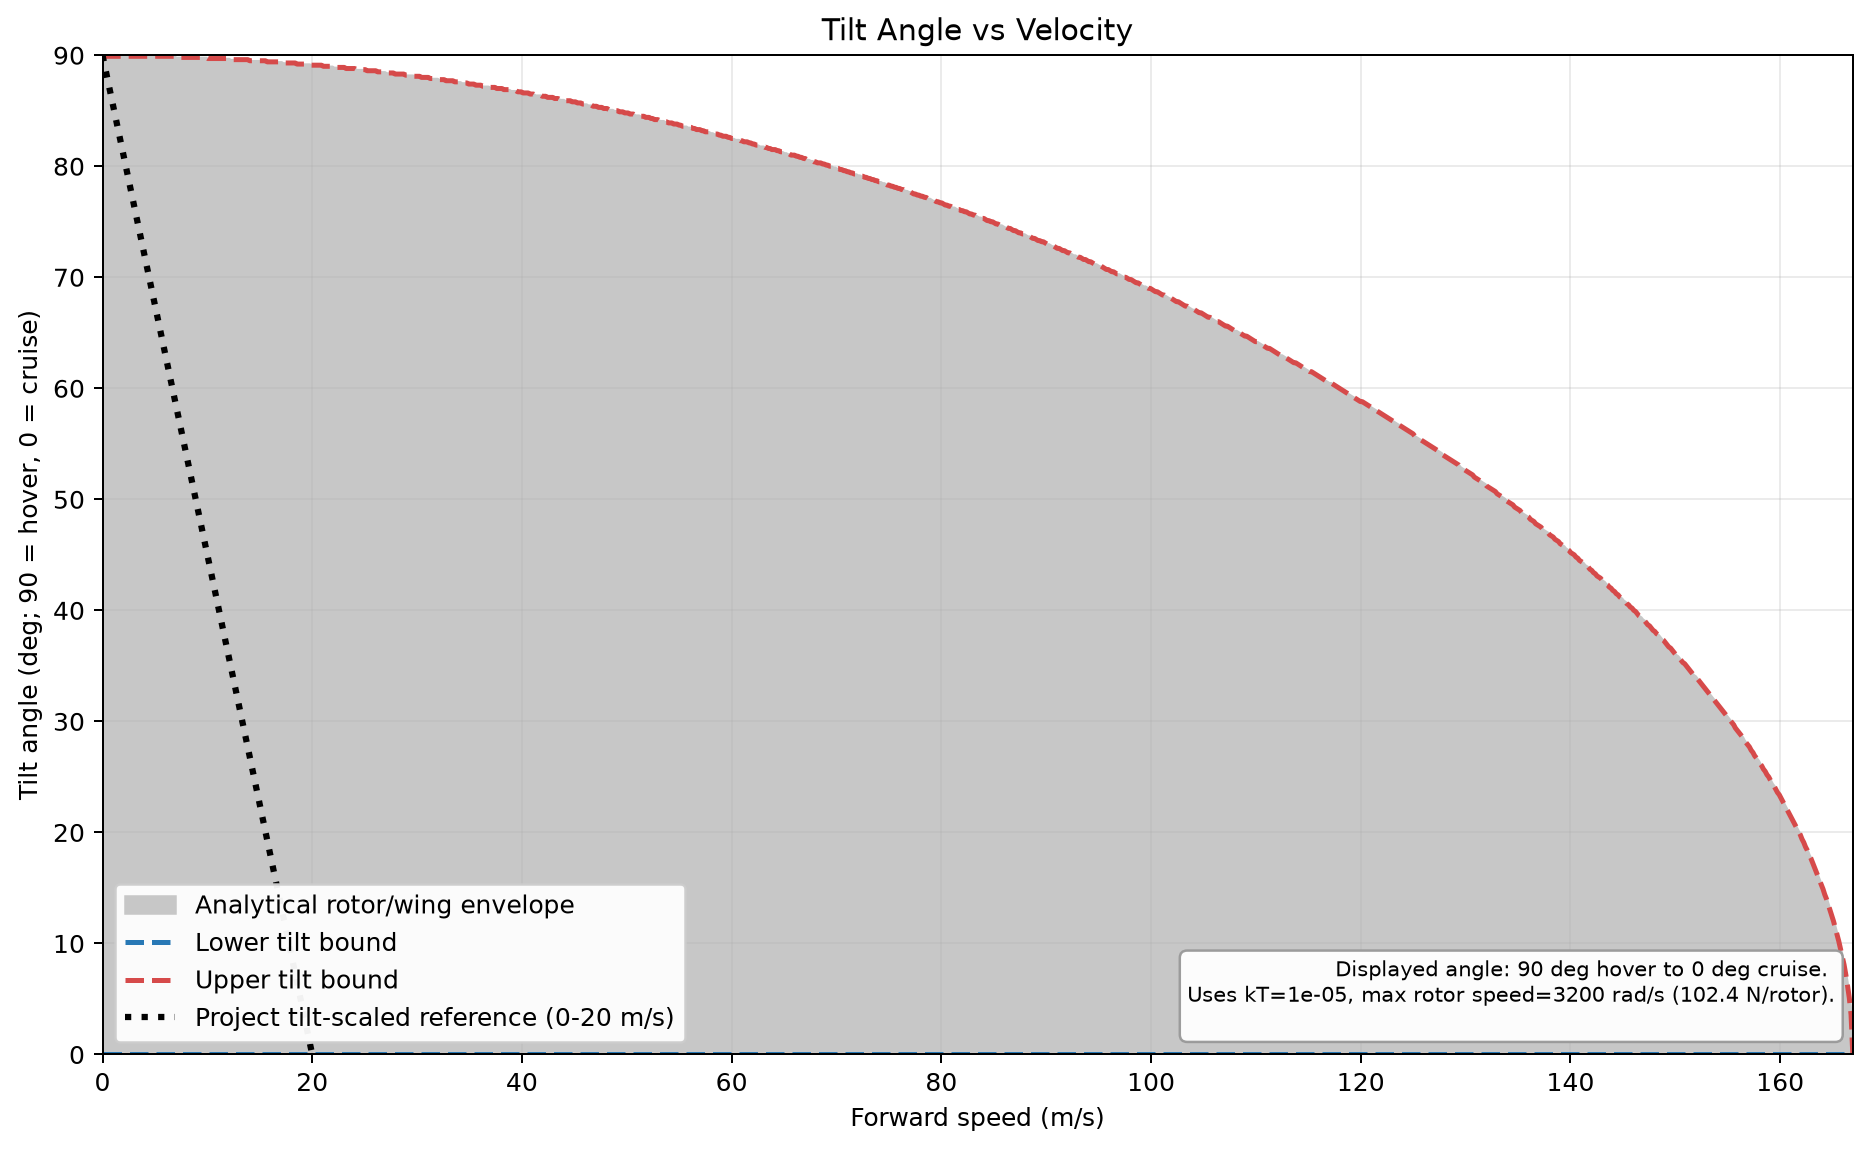 Tilt Angle vs Velocity
Tilt angle (deg; 90 = hover, 0 = cruise)
90
80
70
60
50
40
30
20
10
0
Analytical rotor/wing envelope
Lower tilt bound
Upper tilt bound
Project tilt-scaled reference (0-20 m/s)
Displayed angle: 90 deg hover to 0 deg cruise.
Uses kT=1e-05, max rotor speed=3200 rad/s (102.4 N/rotor).
0 20 40 60 80 100 120 140 160
Forward speed (m/s)